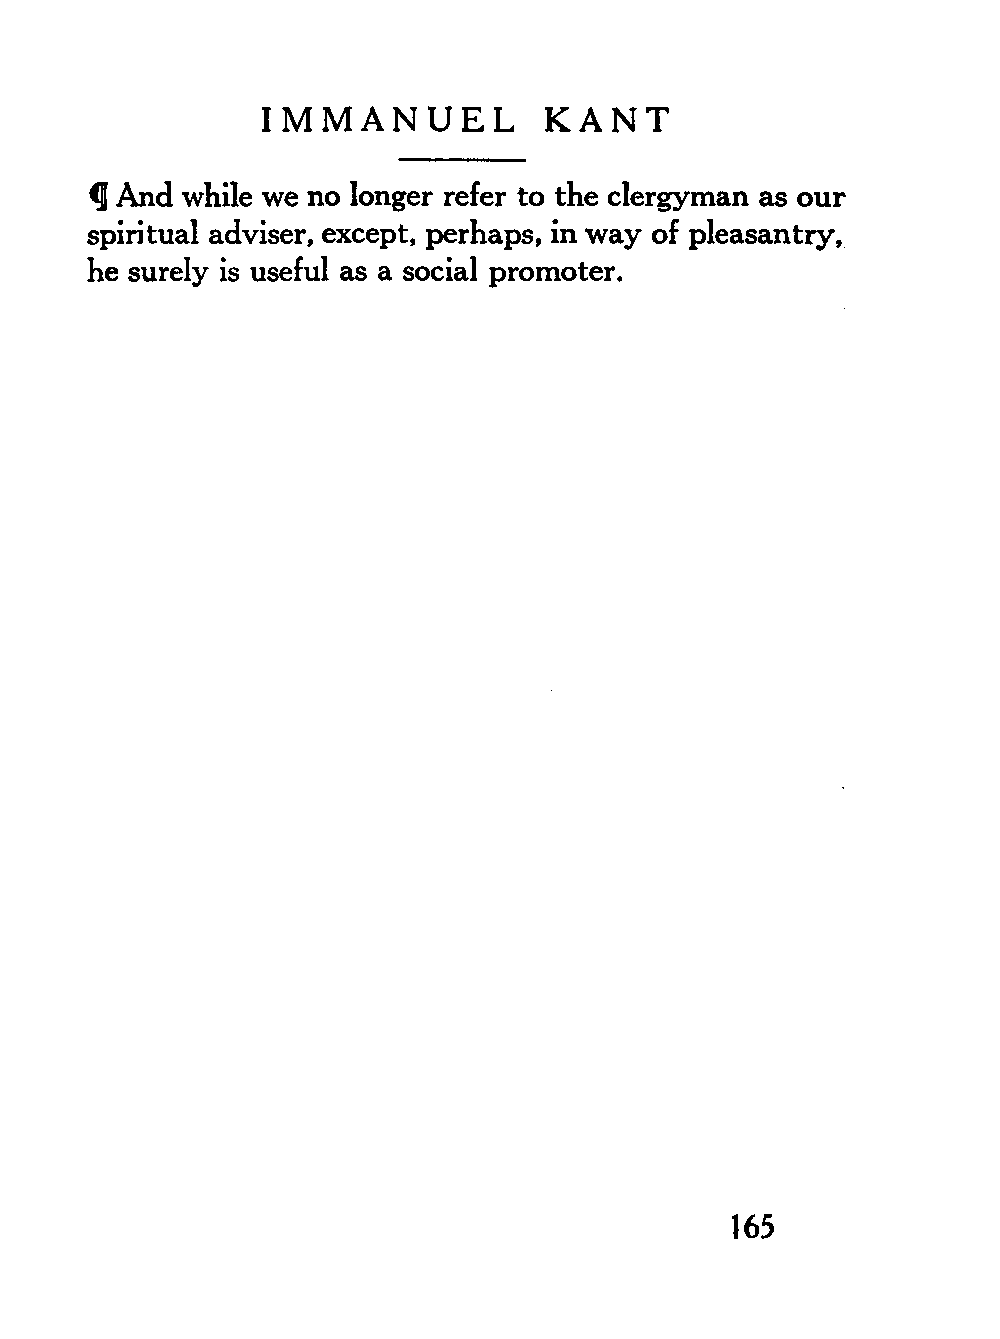 IMMANUEL KANT
¶ And while we no longer refer to the clergyman as our
spiritual adviser, except, perhaps, in way of pleasantry,
he surely is useful as a social promoter.
165